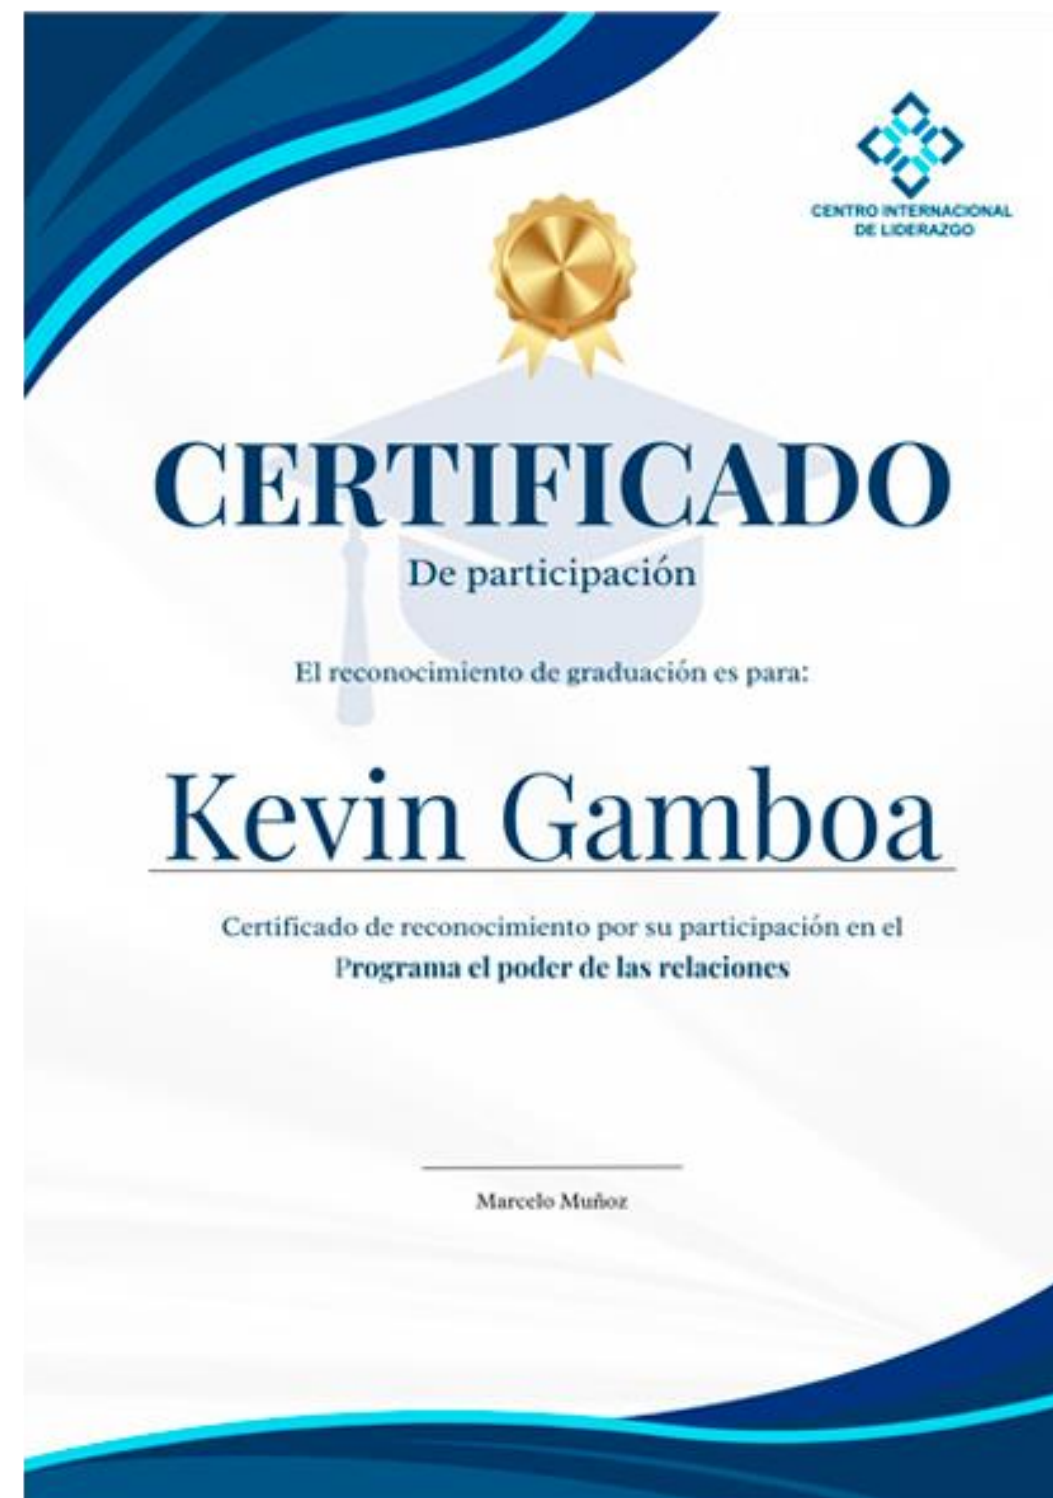 CENTRO INTERNACIONAL
DE LIDERAZGO
CERTIFICADO
De participación
El reconocimiento de graduación es para:
Kevin Gamboa
Certificado de reconocimiento por su participación en el
Programa el poder de las relaciones
Marcelo Muñoz